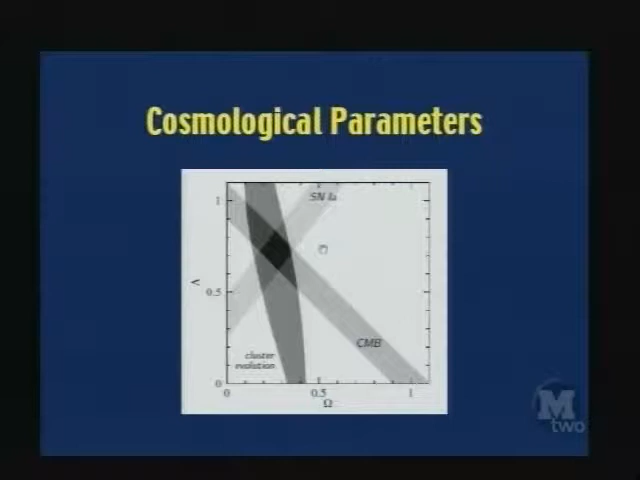 Cosmological Parameters
SN Ia
1
Λ
0.5
CMB
cluster
evolution
0
0 0.5 1
Ω
M
two